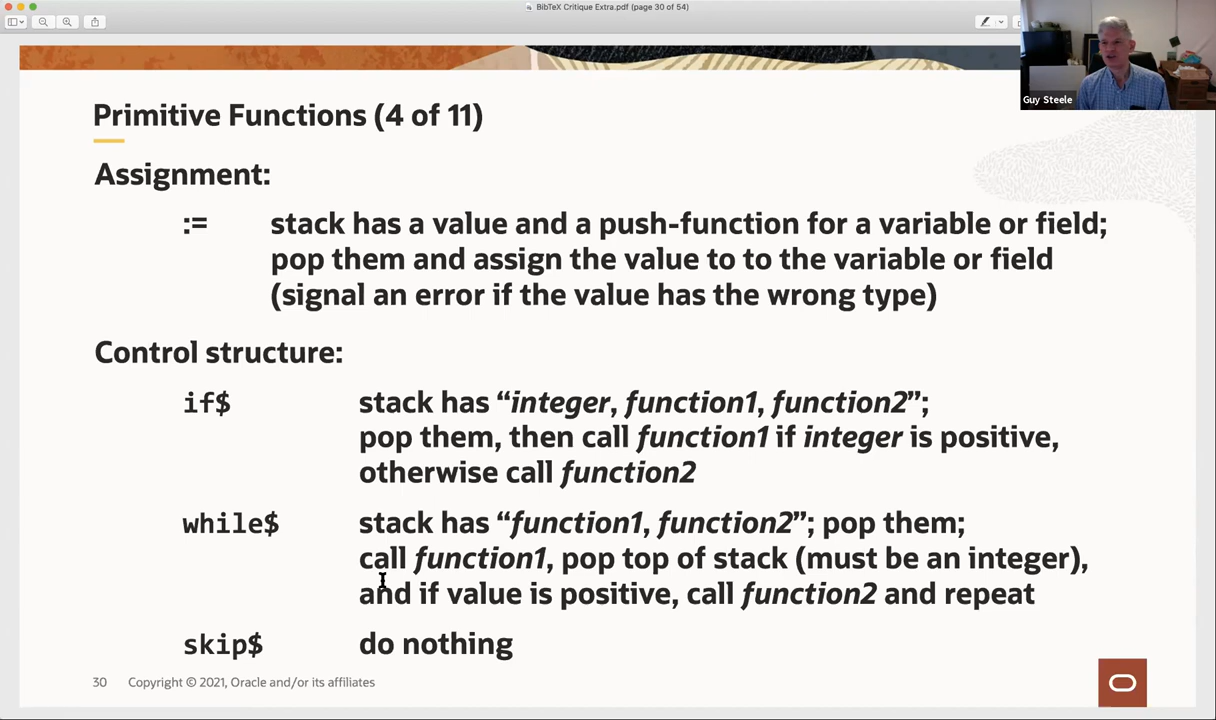 BibTeX Critique Extra.pdf (page 30 of 54)
Guy Steele
Primitive Functions (4 of 11)
Assignment:
:= stack has a value and a push-function for a variable or field;
pop them and assign the value to to the variable or field
(signal an error if the value has the wrong type)
Control structure:
if$ stack has “integer, function1, function2”;
pop them, then call function1 if integer is positive,
otherwise call function2
while$ stack has “function1, function2”; pop them;
call function1, pop top of stack (must be an integer),
and if value is positive, call function2 and repeat
skip$ do nothing
30 Copyright © 2021, Oracle and/or its affiliates